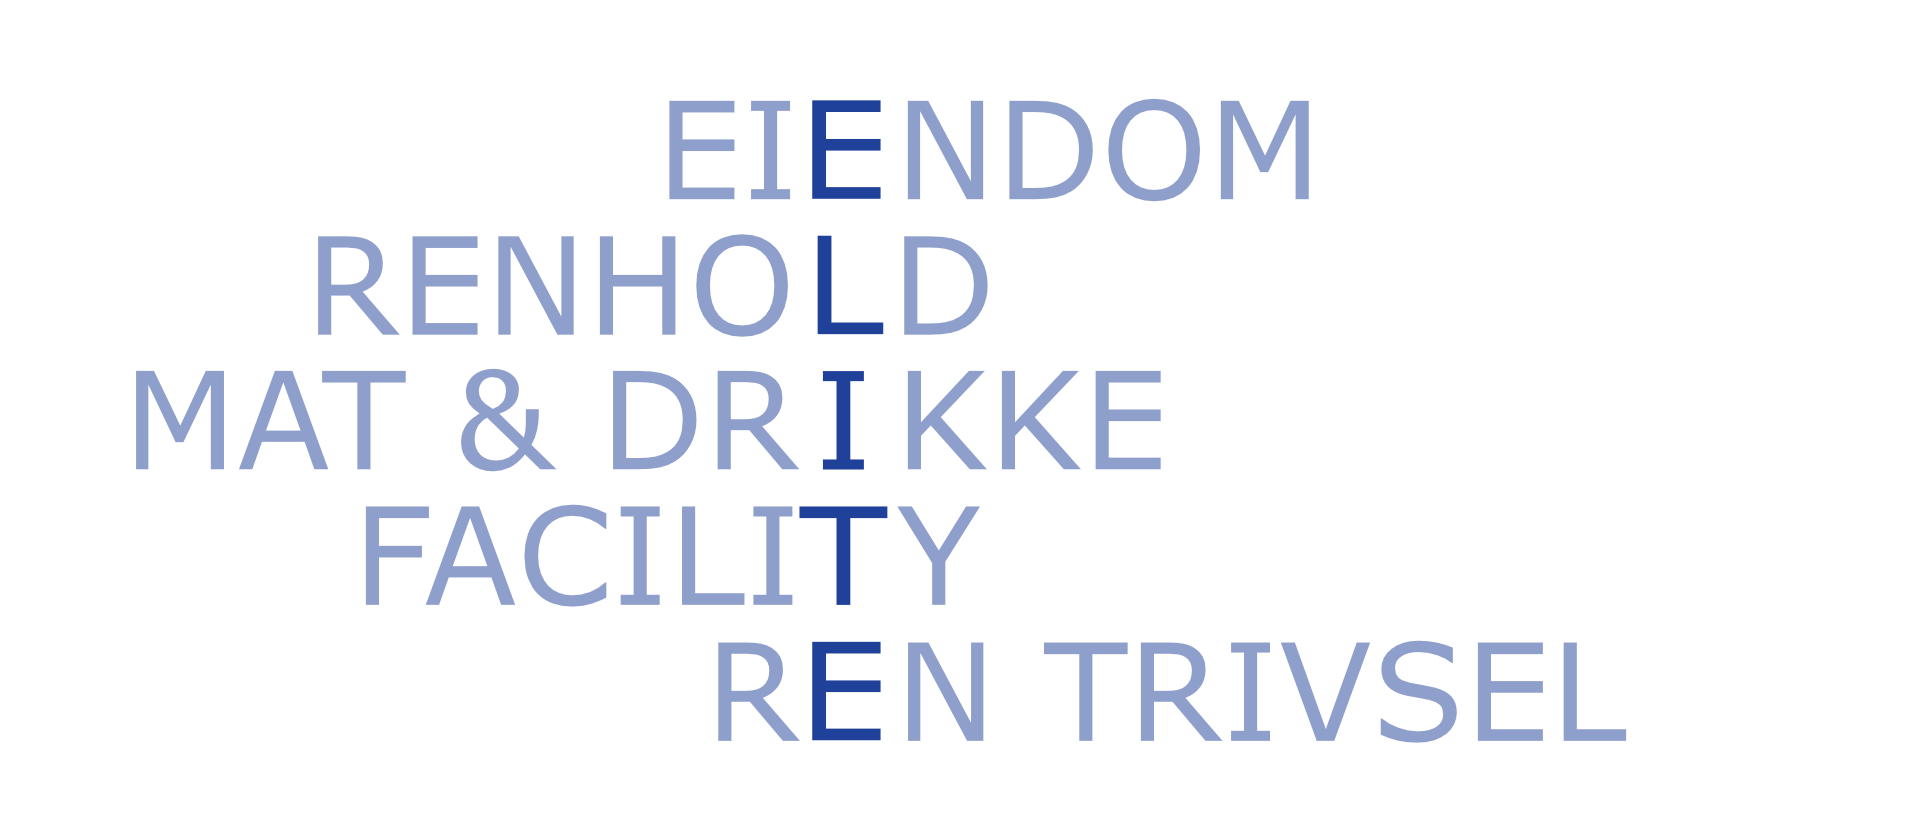 EIENDOM
RENHOLD
MAT & DRIKKE
FACILITY
REN TRIVSEL